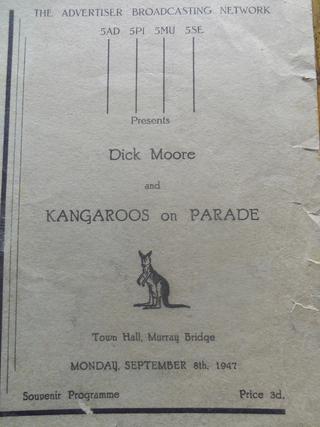 THE ADVERTISER BROADCASTING NETWORK
5AD 5PI 5MU 5SE
Presents
Dick Moore
and
KANGAROOS on PARADE
Town Hall, Murray Bridge
MONDAY, SEPTEMBER 8th, 1947
Souvenir Programme Price 3d.